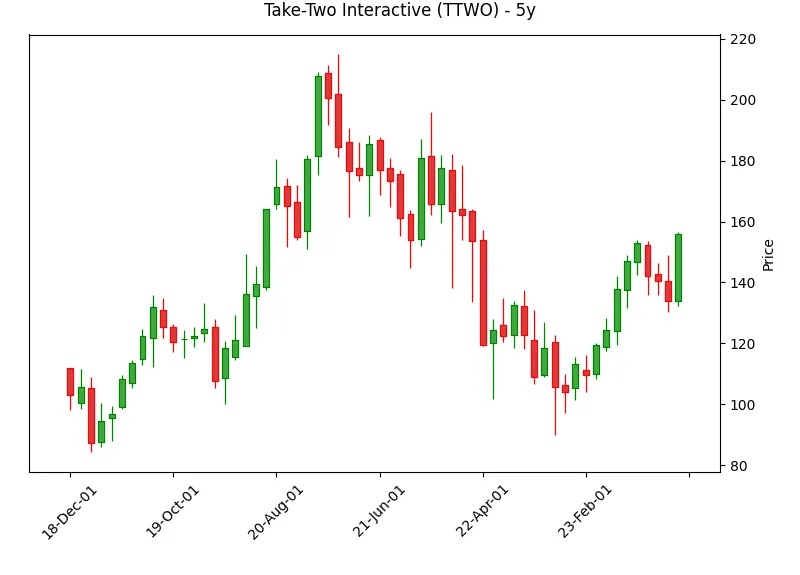 Take-Two Interactive (TTWO) - 5y
220
200
180
160
140
120
100
80
Price
18-Dec-01
19-Oct-01
20-Aug-01
21-Jun-01
22-Apr-01
23-Feb-01